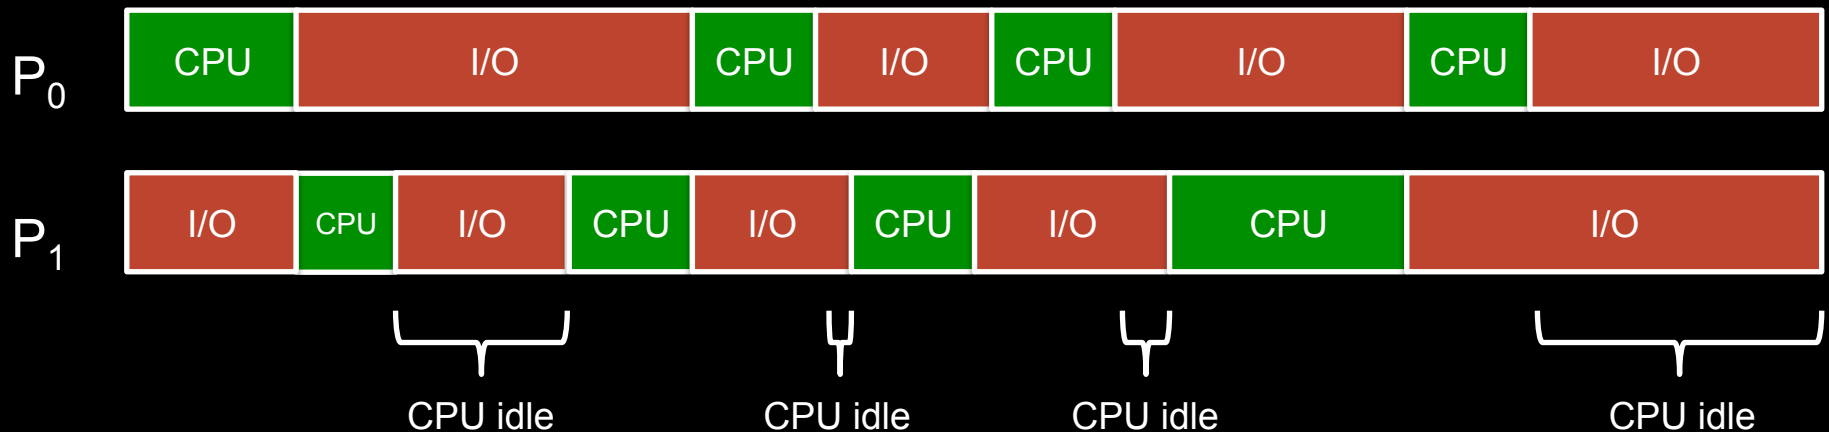 P0 CPU I/O CPU I/O CPU I/O CPU I/O
P1 I/O CPU I/O CPU I/O CPU I/O CPU I/O
CPU idle CPU idle CPU idle CPU idle